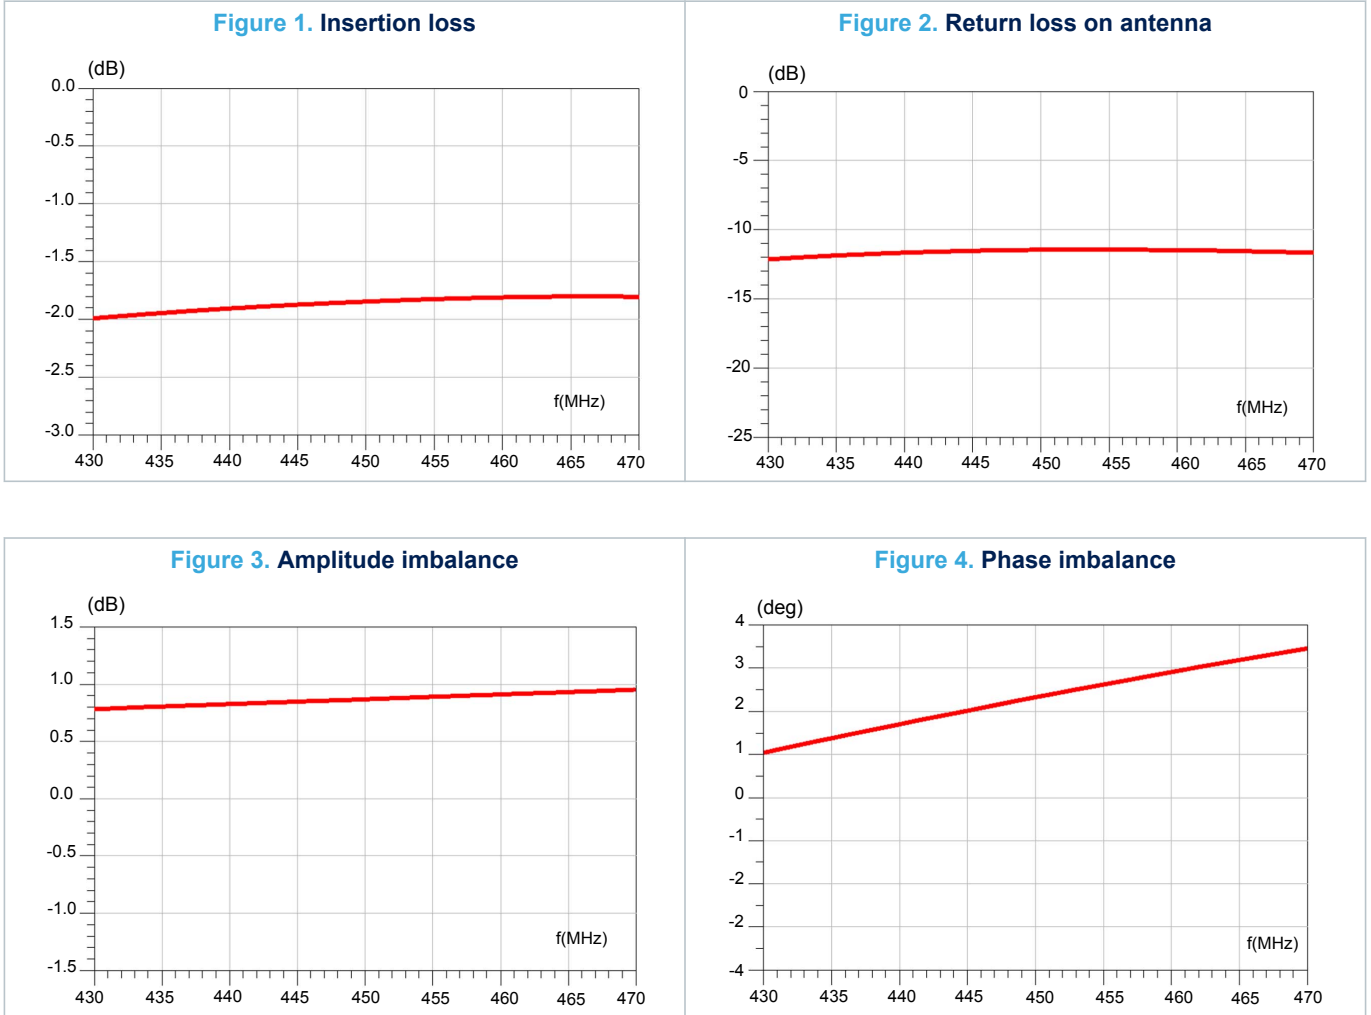 Figure 1. Insertion loss
(dB)
0.0
-0.5
-1.0
-1.5
-2.0
-2.5
-3.0
f(MHz)
430 435 440 445 450 455 460 465 470
Figure 2. Return loss on antenna
(dB)
0
-5
-10
-15
-20
-25
f(MHz)
430 435 440 445 450 455 460 465 470
Figure 3. Amplitude imbalance
(dB)
1.5
1.0
0.5
0.0
-0.5
-1.0
-1.5
f(MHz)
430 435 440 445 450 455 460 465 470
Figure 4. Phase imbalance
(deg)
4
3
2
1
0
-1
-2
-2
-4
f(MHz)
430 435 440 445 450 455 460 465 470